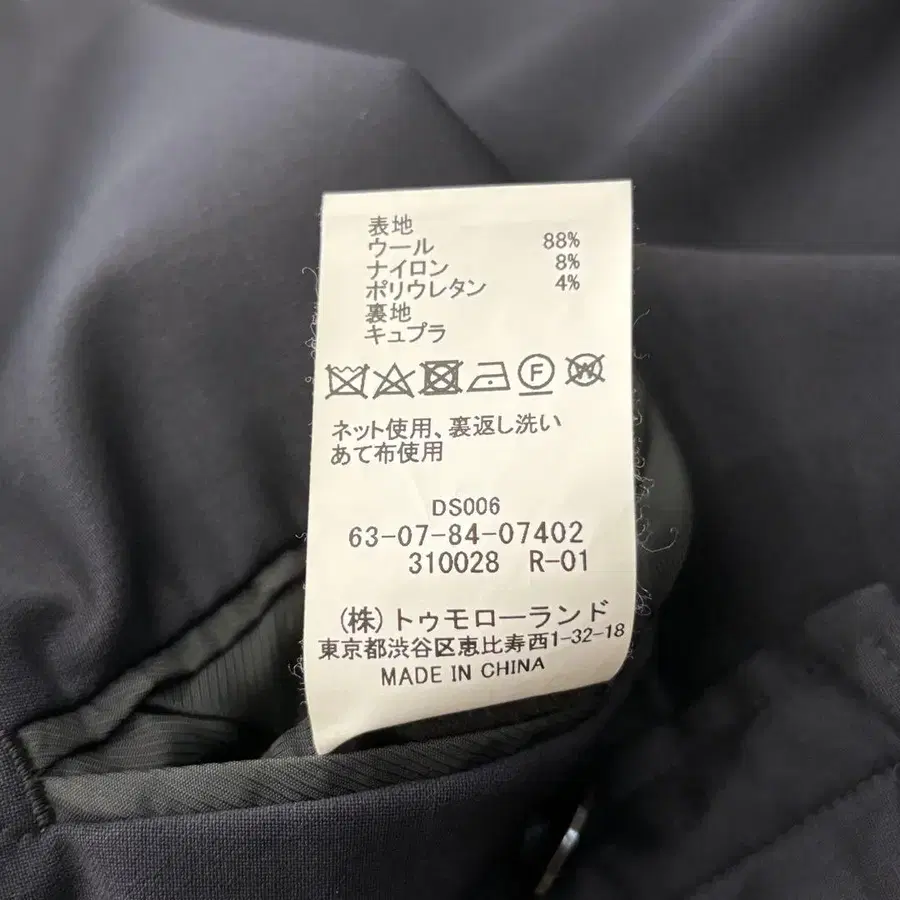 表地
ウール 88%
ナイロン 8%
ポリウレタン 4%
裏地
キュプラ
F W
ネット使用、裏返し洗い
あて布使用
DS006
63-07-84-07402
310028 R-01
(株)トゥモローランド
東京都渋谷区恵比寿西1-32-18
MADE IN CHINA